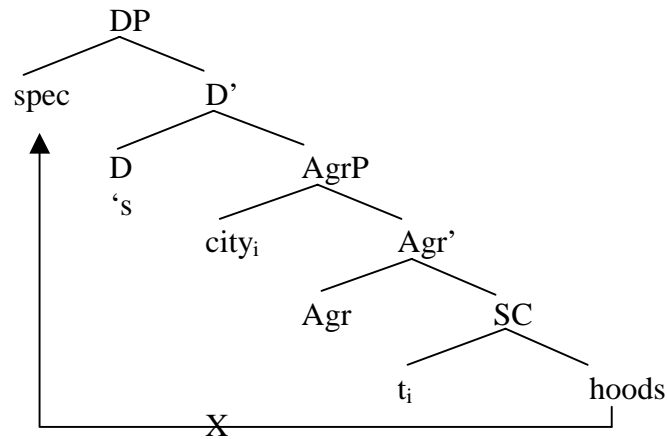 DP
spec D’
D AgrP
‘s
cityi Agr’
Agr SC
ti hoods
X